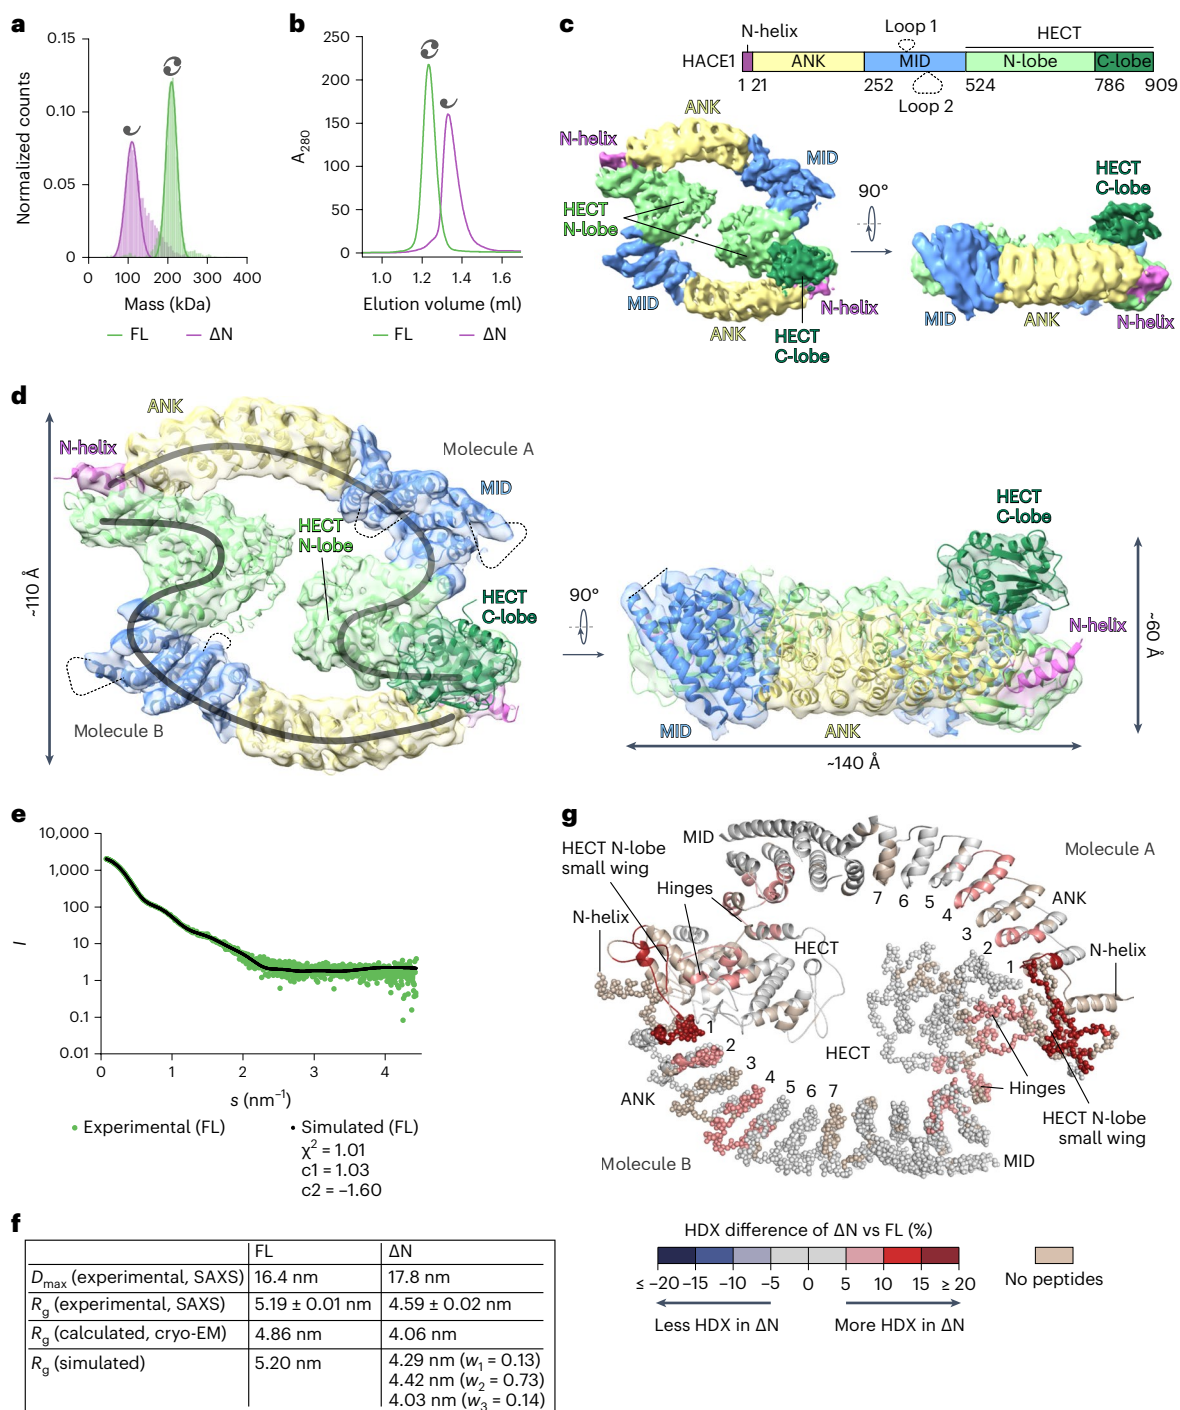 a
0.15
0.10
0.05
0
Normalized counts
0 100 200 300 400
Mass (kDa)
FL ΔN
b
250
200
150
100
50
0
A280
1.0 1.2 1.4 1.6
Elution volume (ml)
FL ΔN
c
Loop 1
N-helix HECT
HACE1 ANK MID N-lobe C-lobe
1 21 252 524 786 909
Loop 2
ANK
N-helix
MID
HECT
N-lobe
MID
ANK
N-helix
HECT
C-lobe
90°
HECT
C-lobe
MID ANK N-helix
d
ANK
N-helix
Molecule A
MID
HECT
N-lobe
HECT
C-lobe
~110 Å
Molecule B
90°
HECT
C-lobe
N-helix
~60 Å
MID ANK
~140 Å
e
10,000
1,000
100
10
1
0.1
0.01
I
0 1 2 3 4
s (nm−1)
Experimental (FL) Simulated (FL)
χ2 = 1.01
c1 = 1.03
c2 = −1.60
f
FL ΔN
Dmax (experimental, SAXS) 16.4 nm 17.8 nm
Rg (experimental, SAXS) 5.19 ± 0.01 nm 4.59 ± 0.02 nm
Rg (calculated, cryo-EM) 4.86 nm 4.06 nm
Rg (simulated) 5.20 nm 4.29 nm (w1 = 0.13)
4.42 nm (w2 = 0.73)
4.03 nm (w3 = 0.14)
g
MID
HECT N-lobe
small wing
Molecule A
Hinges
7 6 5 4 3 2 1
ANK
N-helix
HECT
N-helix
1 2 3 4 5 6 7
HECT
ANK
Hinges
HECT N-lobe
small wing
Molecule B
MID
HDX difference of ΔN vs FL (%)
≤ −20 −15 −10 −5 0 5 10 15 ≥ 20
No peptides
Less HDX in ΔN More HDX in ΔN